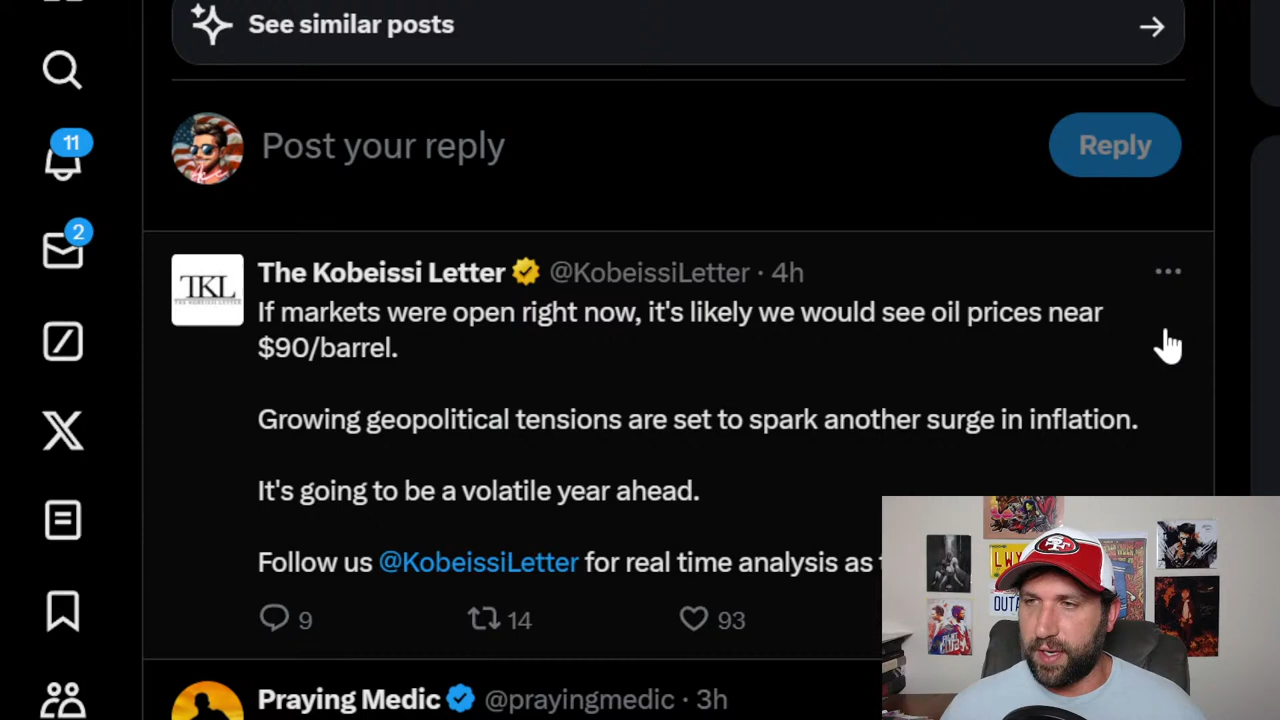 See similar posts
11
Post your reply
Reply
2
The Kobeissi Letter @KobeissiLetter · 4h
TKL
THE KOBEISSI LETTER
If markets were open right now, it's likely we would see oil prices near
$90/barrel.
Growing geopolitical tensions are set to spark another surge in inflation.
It's going to be a volatile year ahead.
Follow us @KobeissiLetter for real time analysis as
9
14
93
Praying Medic @prayingmedic · 3h